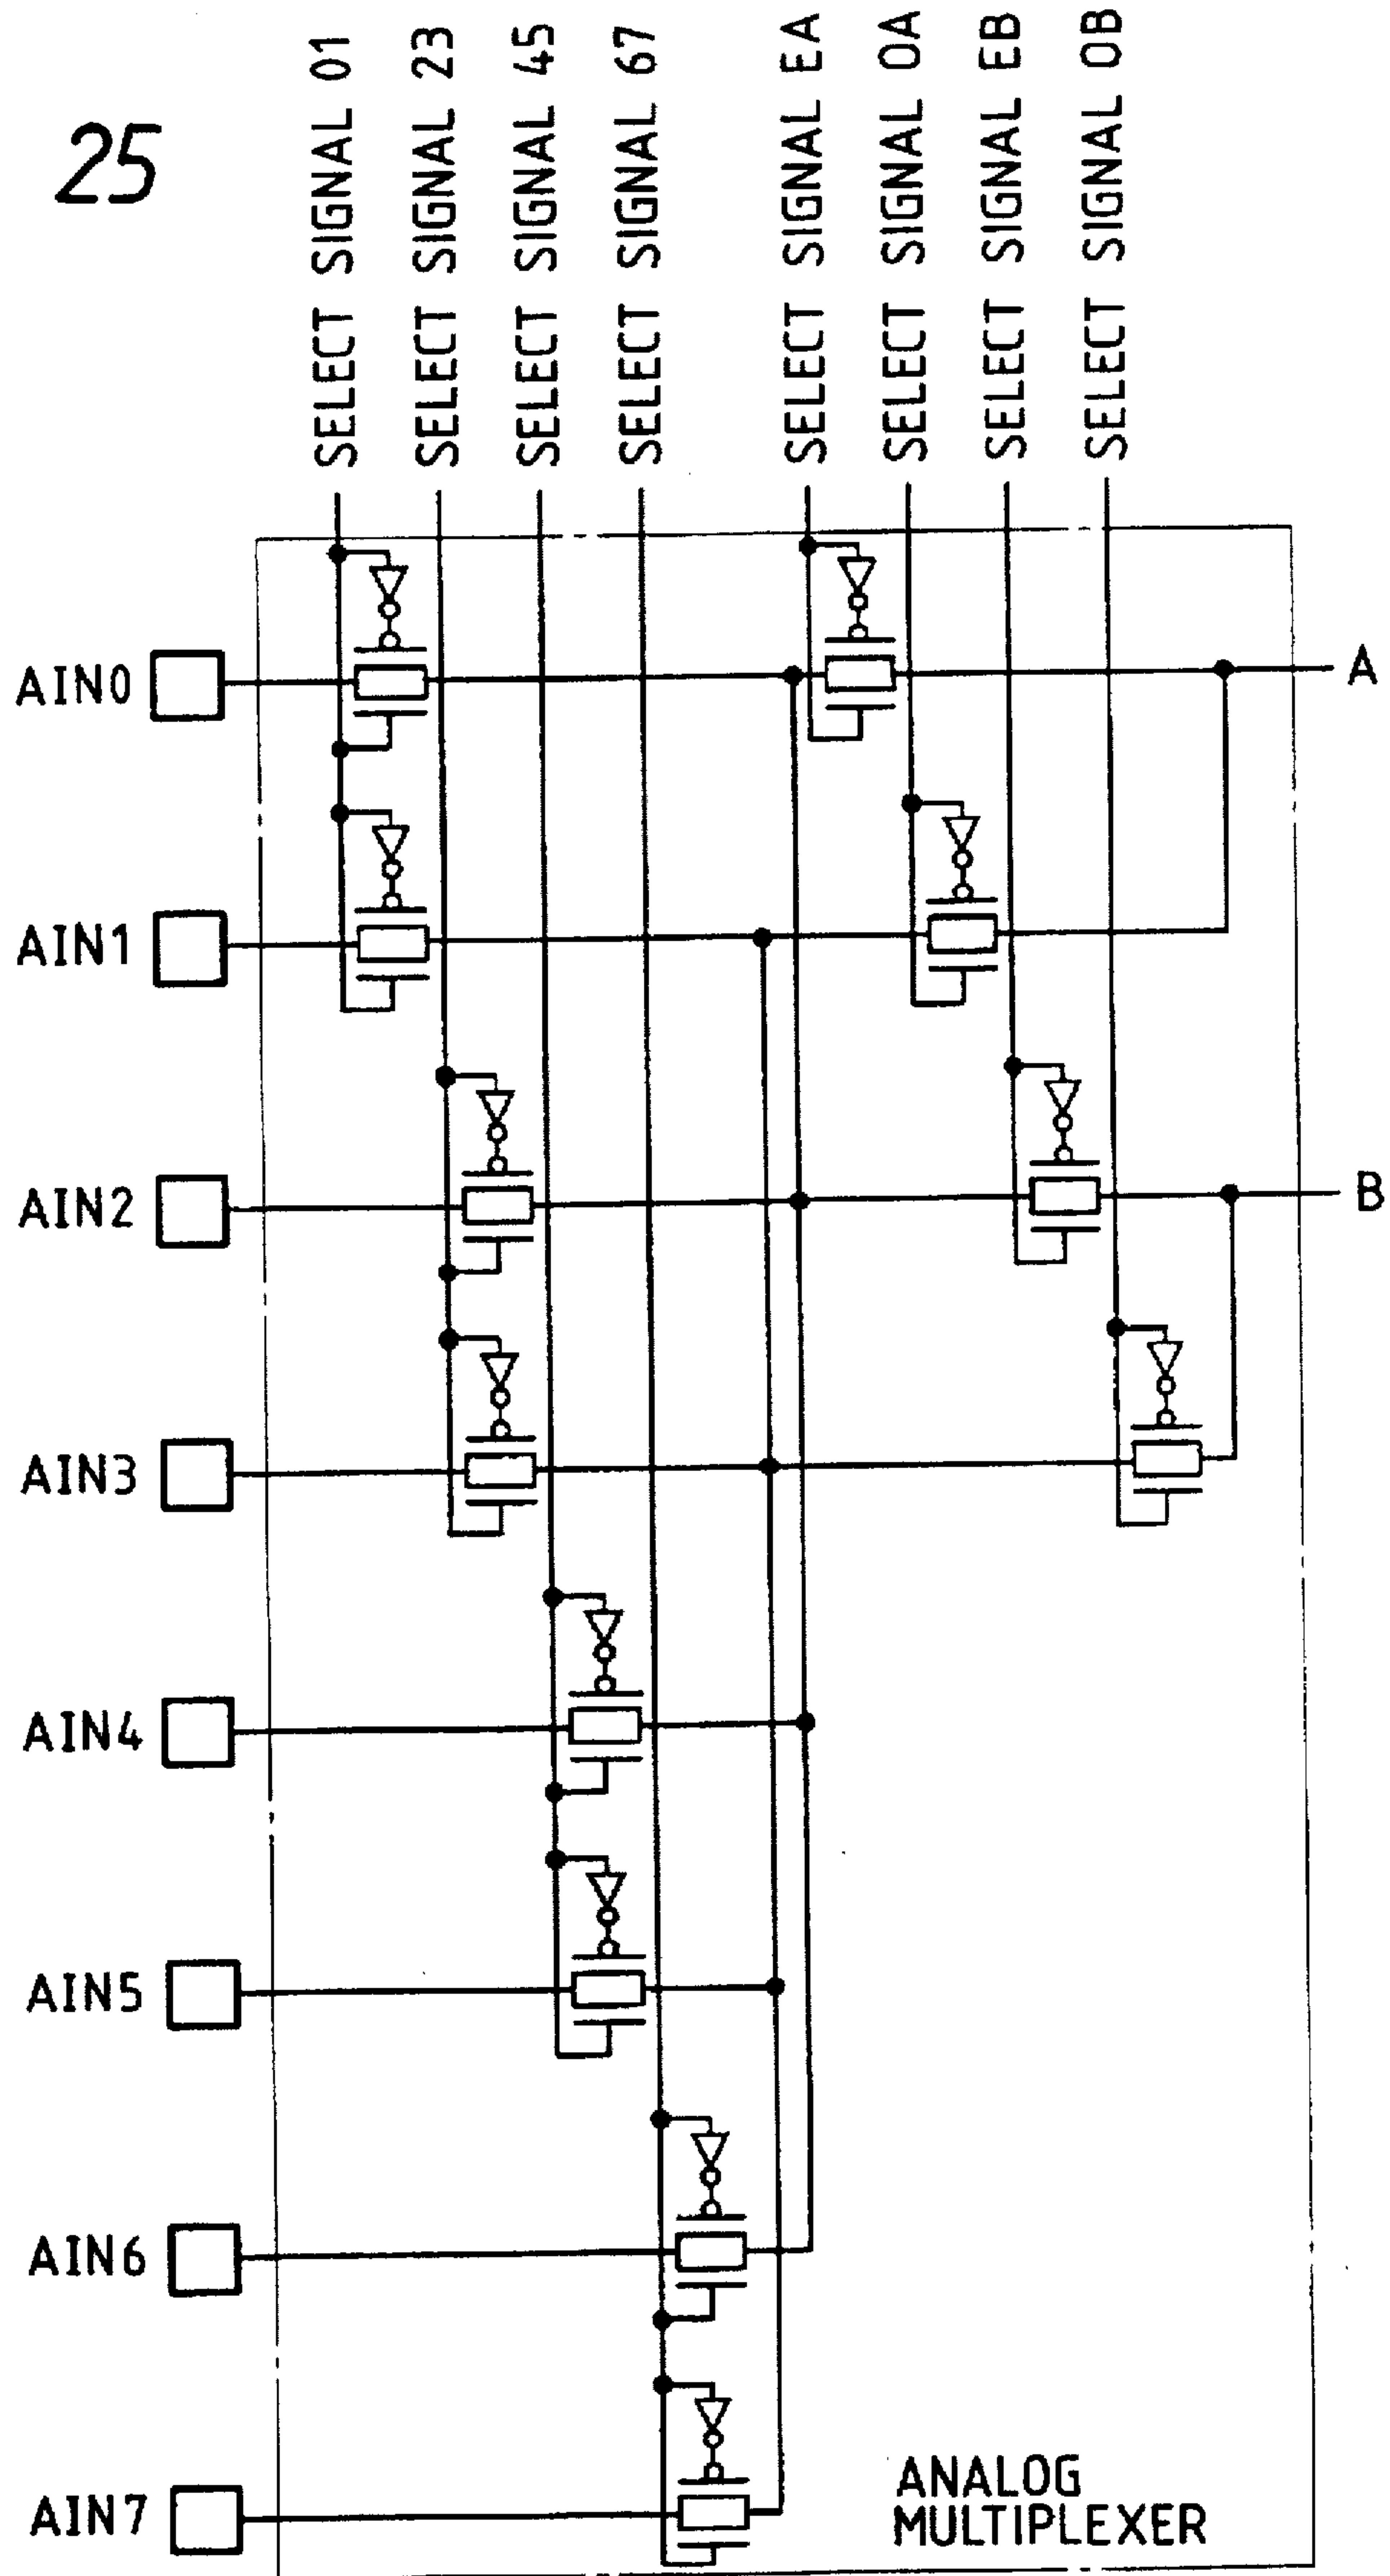 25
SELECT SIGNAL 01
SELECT SIGNAL 23
SELECT SIGNAL 45
SELECT SIGNAL 67
SELECT SIGNAL EA
SELECT SIGNAL OA
SELECT SIGNAL EB
SELECT SIGNAL OB
AIN0
A
AIN1
AIN2
B
AIN3
AIN4
AIN5
AIN6
AIN7
ANALOG
MULTIPLEXER